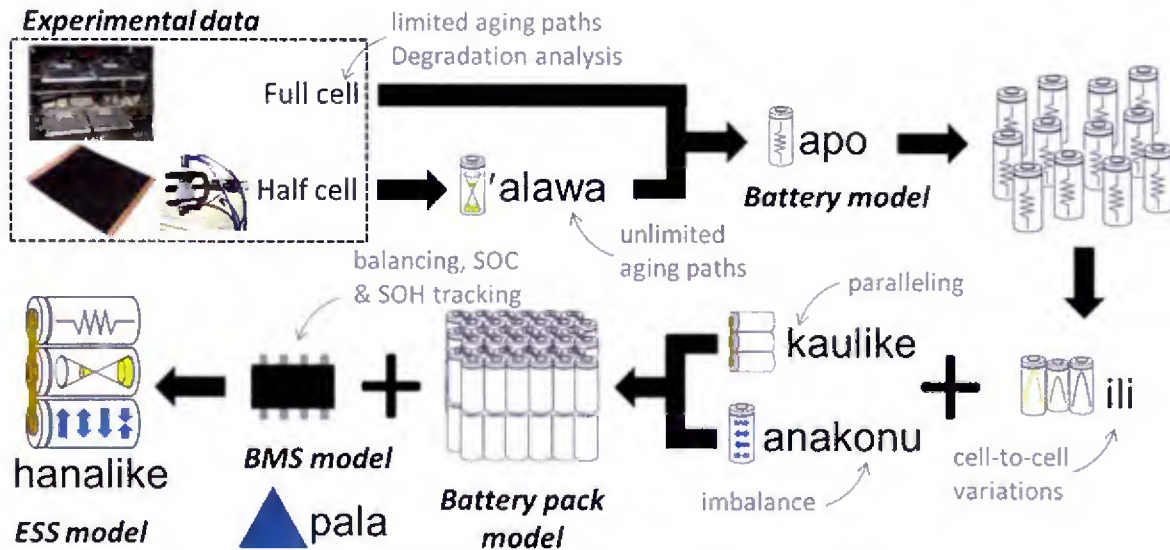 Experimental data
limited aging paths
Degradation analysis
Full cell
Half cell
'alawa
unlimited
aging paths
apo
Battery model
balancing, SOC
& SOH tracking
paralleling
kaulike
ili
anakonu
cell-to-cell
variations
imbalance
hanalike
ESS model
BMS model
pala
Battery pack
model